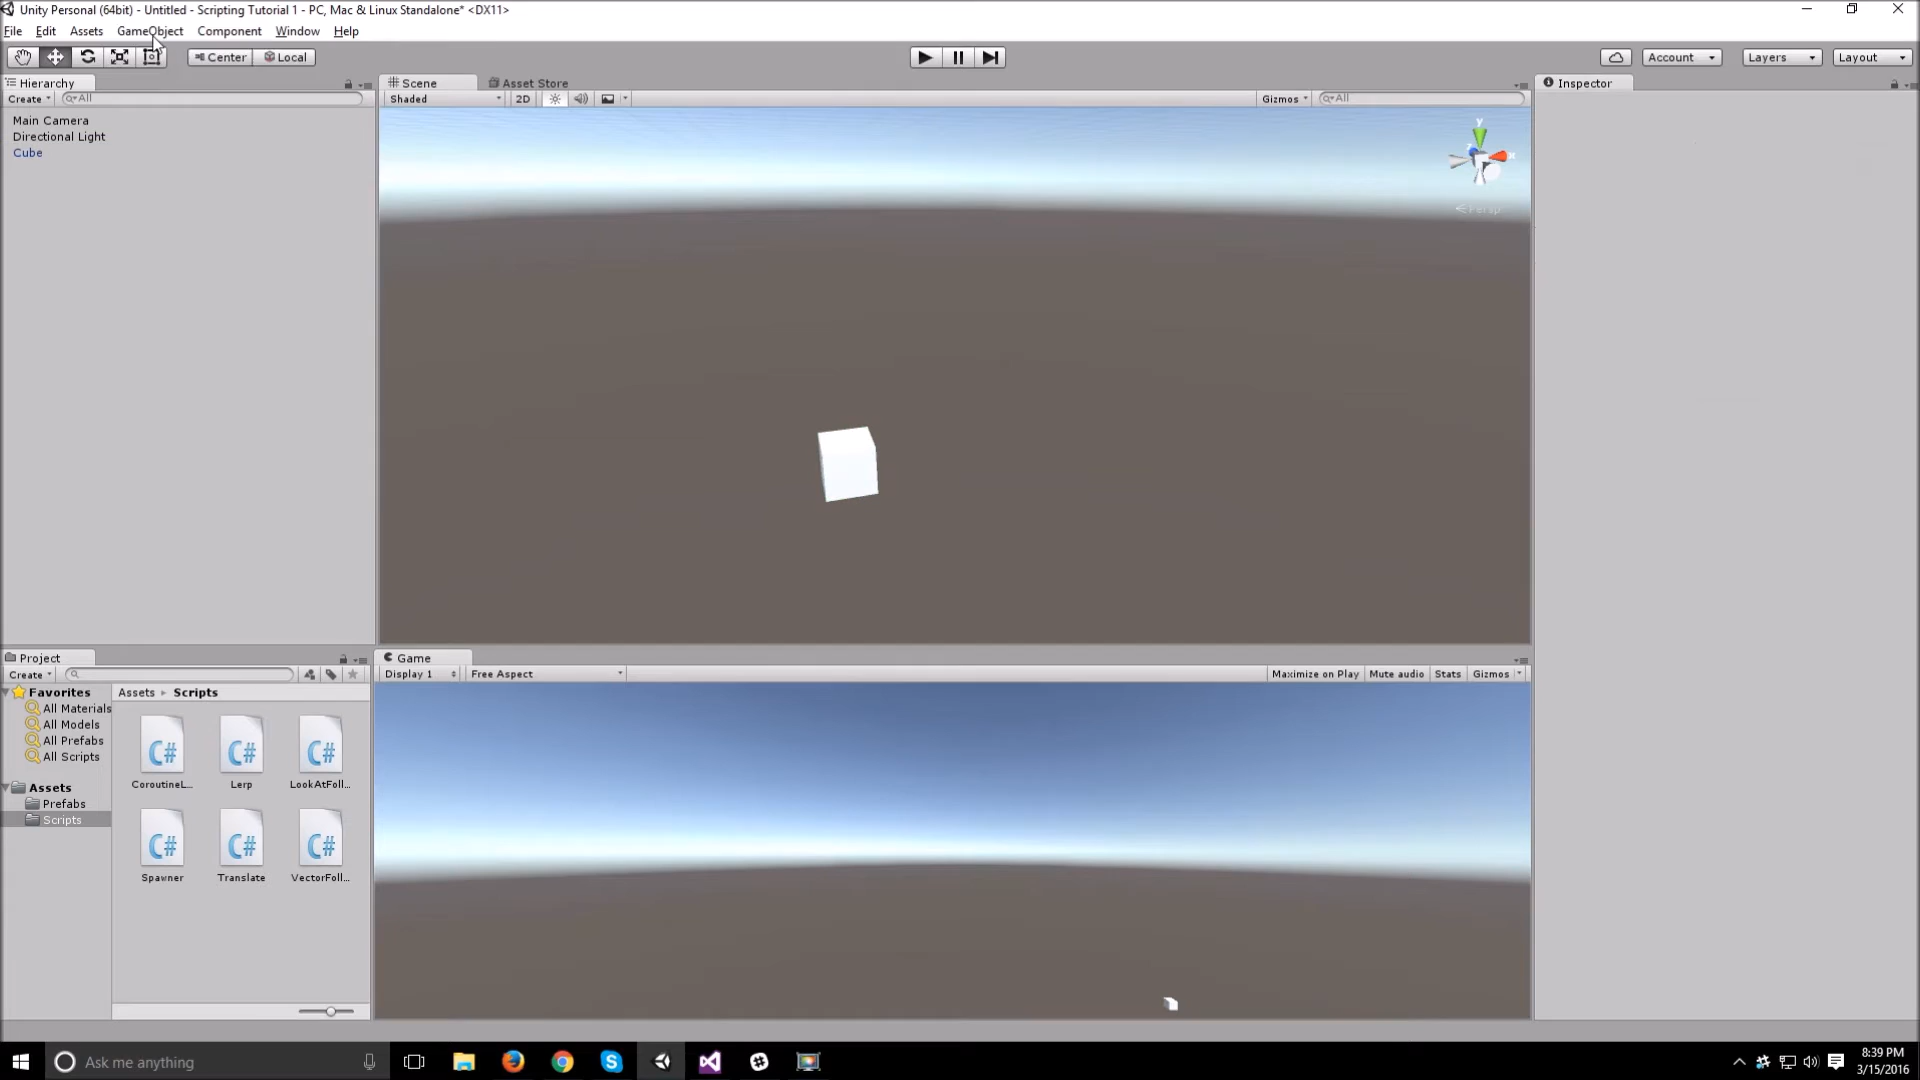 Unity Personal (64bit) - Untitled - Scripting Tutorial 1 - PC, Mac & Linux Standalone* <DX11>
File Edit Assets GameObject Component Window Help
Center Local Account Layers Layout
Hierarchy Scene Asset Store Inspector
Create All Shaded 2D Gizmos All
Main Camera
Directional Light
Cube
y
z x
Persp
Project Game
Create Display 1 Free Aspect Maximize on Play Mute audio Stats Gizmos
Favorites Assets Scripts
All Materials
All Models
All Prefabs
All Scripts
C# C# C#
CoroutineL... Lerp LookAtFoll...
Assets
Prefabs
Scripts
C# C# C#
Spawner Translate VectorFoll...
Ask me anything
8:39 PM
3/15/2016